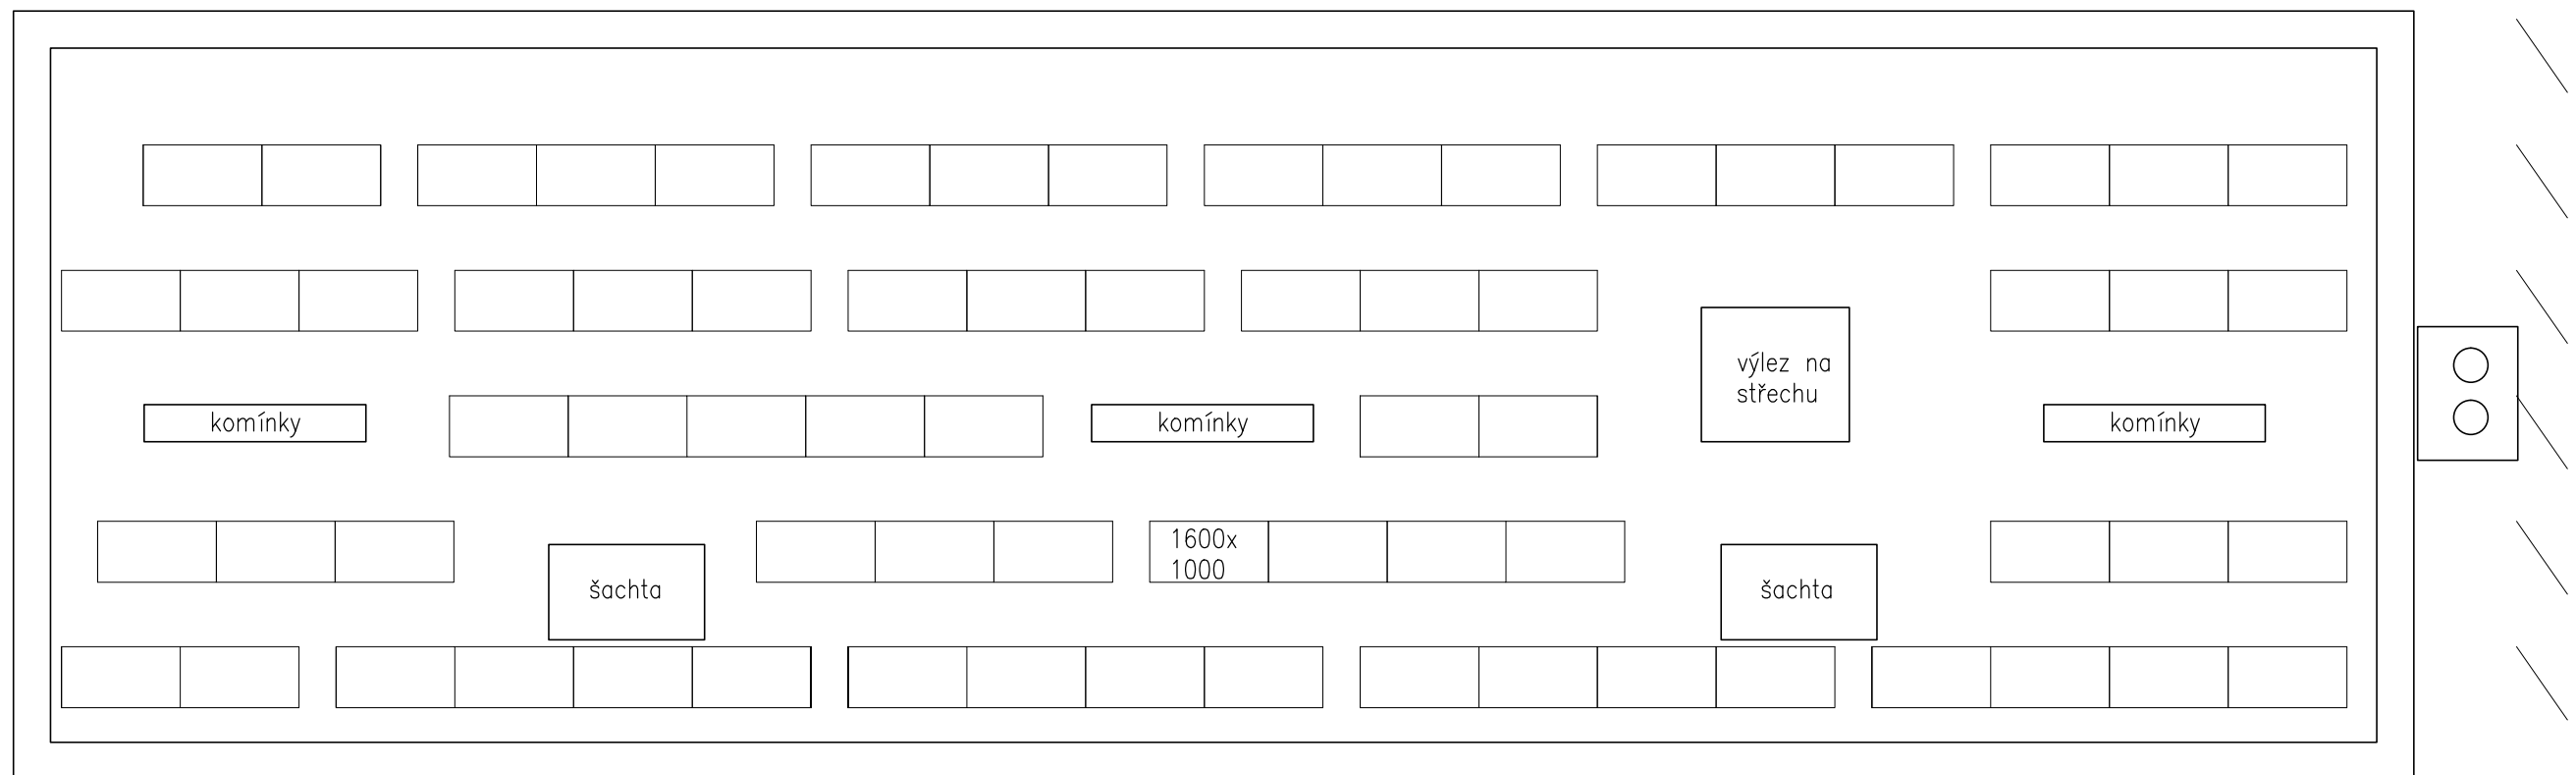 výlez na
střechu
komínky
komínky
komínky
1600x
1000
šachta
šachta